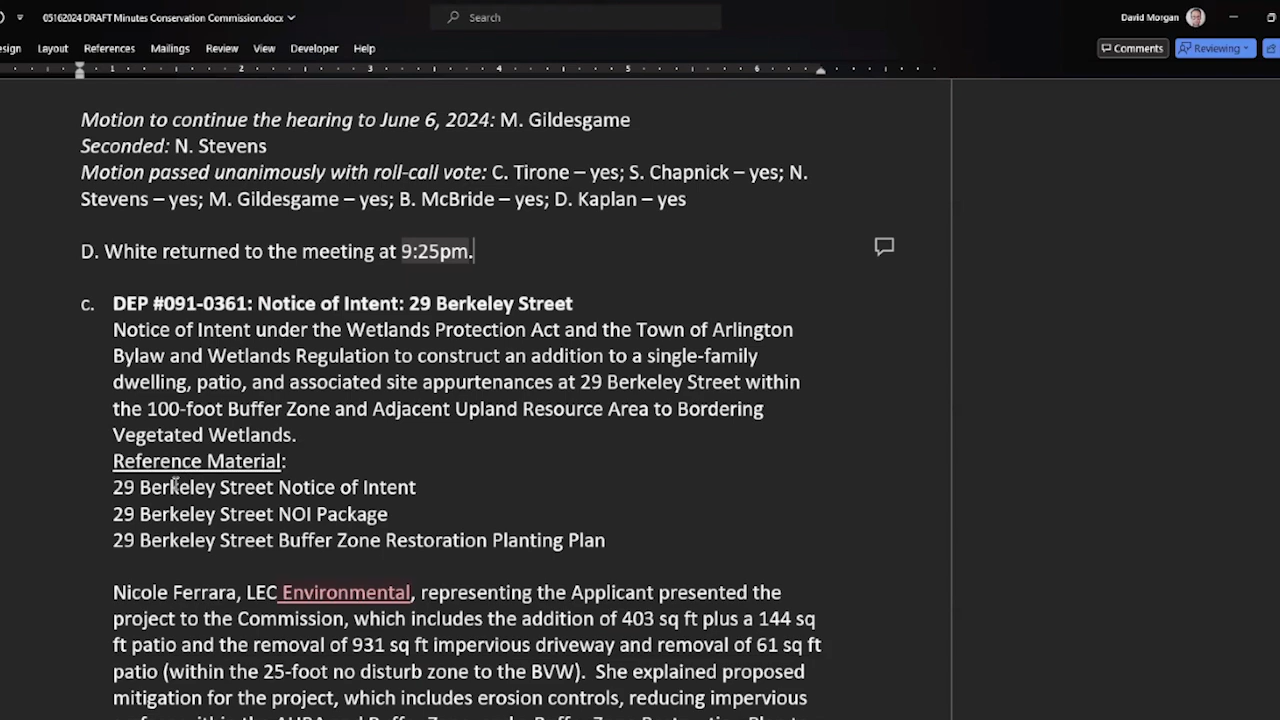 05162024 DRAFT Minutes Conservation Commission.docx
Search
David Morgan
esign Layout References Mailings Review View Developer Help
Comments Reviewing
1 2 3 4 5 6
Motion to continue the hearing to June 6, 2024: M. Gildesgame
Seconded: N. Stevens
Motion passed unanimously with roll-call vote: C. Tirone – yes; S. Chapnick – yes; N.
Stevens – yes; M. Gildesgame – yes; B. McBride – yes; D. Kaplan – yes
D. White returned to the meeting at 9:25pm.
c. DEP #091-0361: Notice of Intent: 29 Berkeley Street
Notice of Intent under the Wetlands Protection Act and the Town of Arlington
Bylaw and Wetlands Regulation to construct an addition to a single-family
dwelling, patio, and associated site appurtenances at 29 Berkeley Street within
the 100-foot Buffer Zone and Adjacent Upland Resource Area to Bordering
Vegetated Wetlands.
Reference Material:
29 Berkeley Street Notice of Intent
29 Berkeley Street NOI Package
29 Berkeley Street Buffer Zone Restoration Planting Plan
Nicole Ferrara, LEC Environmental, representing the Applicant presented the
project to the Commission, which includes the addition of 403 sq ft plus a 144 sq
ft patio and the removal of 931 sq ft impervious driveway and removal of 61 sq ft
patio (within the 25-foot no disturb zone to the BVW).  She explained proposed
mitigation for the project, which includes erosion controls, reducing impervious